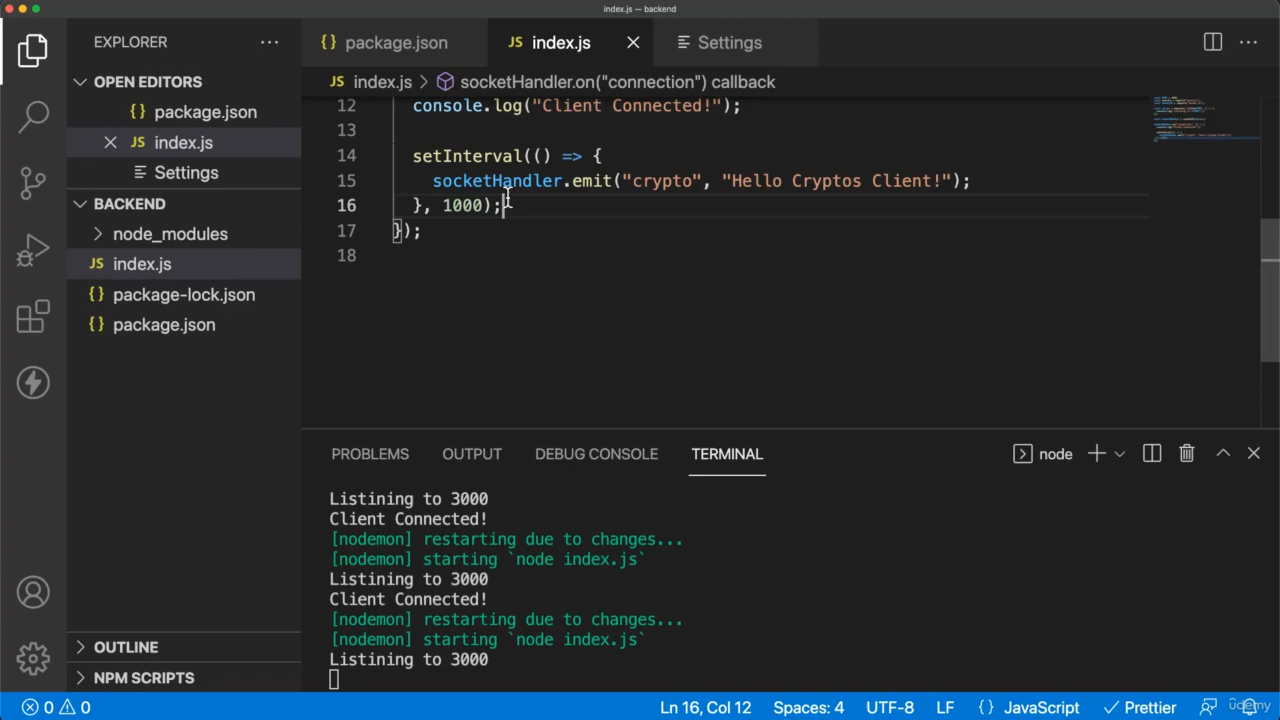 index.js — backend
EXPLORER
package.json
JS index.js
Settings
OPEN EDITORS
{} package.json
JS index.js
Settings
BACKEND
node_modules
JS index.js
{} package-lock.json
{} package.json
OUTLINE
NPM SCRIPTS
JS index.js > socketHandler.on("connection") callback
12 console.log("Client Connected!");
13
14 setInterval(() => {
15 socketHandler.emit("crypto", "Hello Cryptos Client!");
16 }, 1000);
17 });
18
PROBLEMS OUTPUT DEBUG CONSOLE TERMINAL node
Listining to 3000
Client Connected!
[nodemon] restarting due to changes...
[nodemon] starting `node index.js`
Listining to 3000
Client Connected!
[nodemon] restarting due to changes...
[nodemon] starting `node index.js`
Listining to 3000
0 0 Ln 16, Col 12 Spaces: 4 UTF-8 LF {} JavaScript Prettier
udemy